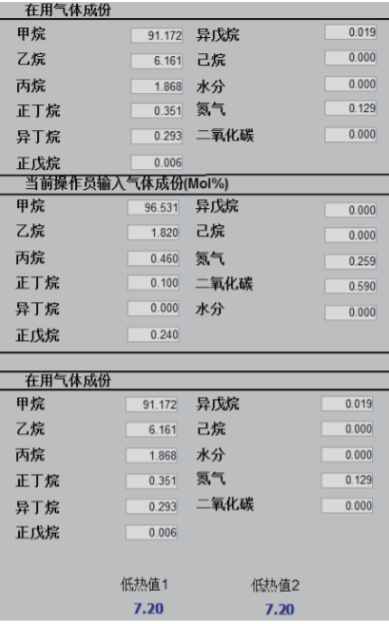 在用气体成份
甲烷 91.172 异戊烷 0.019
乙烷 6.161 己烷 0.000
丙烷 1.868 水分 0.000
正丁烷 0.351 氮气 0.129
异丁烷 0.293 二氧化碳 0.000
正戊烷 0.006
当前操作员输入气体成份(Mol%)
甲烷 96.531 异戊烷 0.000
乙烷 1.820 己烷 0.000
丙烷 0.460 氮气 0.259
正丁烷 0.100 二氧化碳 0.590
异丁烷 0.000 水分 0.000
正戊烷 0.240
在用气体成份
甲烷 91.172 异戊烷 0.019
乙烷 6.161 己烷 0.000
丙烷 1.868 水分 0.000
正丁烷 0.351 氮气 0.129
异丁烷 0.293 二氧化碳 0.000
正戊烷 0.006
低热值1 低热值2
7.20 7.20